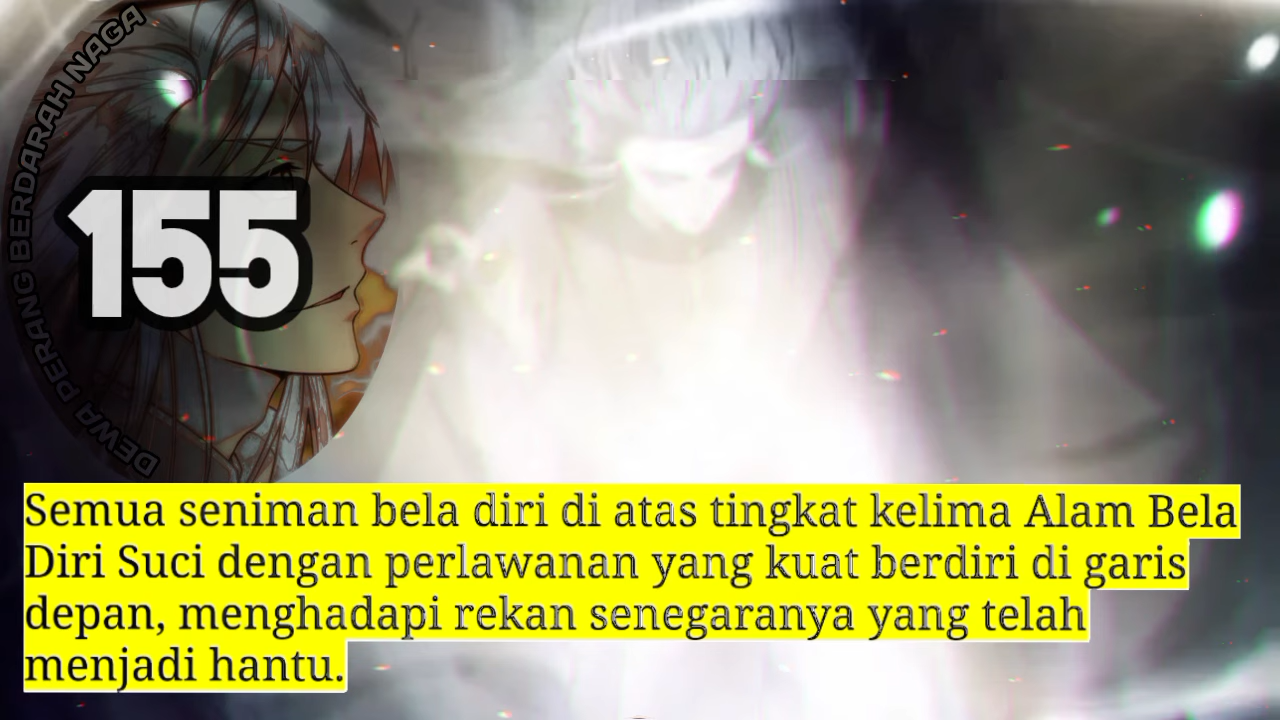 DEWA PERANG BERDARAH NAGA
155
Semua seniman bela diri di atas tingkat kelima Alam Bela
Diri Suci dengan perlawanan yang kuat berdiri di garis
depan, menghadapi rekan senegaranya yang telah
menjadi hantu.